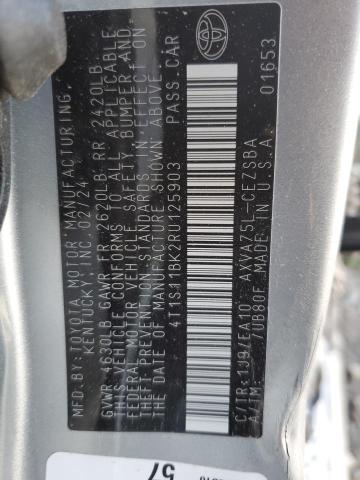 MFD. BY: TOYOTA MOTOR MANUFACTURING,
KENTUCKY, INC. 02/24
GVWR 4630LB GAWR FR 2620LB RR 2420LB
THIS VEHICLE CONFORMS TO ALL APPLICABLE
FEDERAL MOTOR VEHICLE SAFETY, BUMPER AND
THEFT PREVENTION STANDARDS IN EFFECT ON
THE DATE OF MANUFACTURE SHOWN ABOVE.
4T1S11BK2RU125903 PASS. CAR
C/TR: 1J9/EA10 AXVA75L-CEZSBA
A/TM: -/UB80F MADE IN U.S.A
01653
57